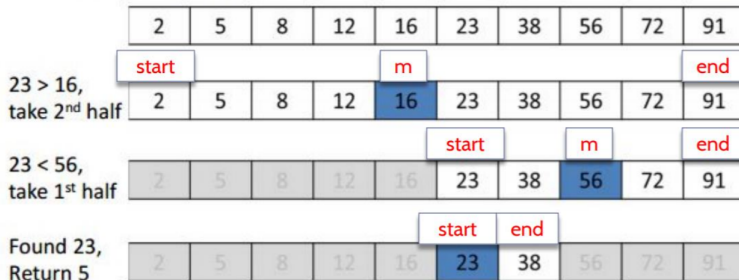 2 5 8 12 16 23 38 56 72 91
start m end
23 > 16,
take 2nd half
2 5 8 12 16 23 38 56 72 91
start m end
23 < 56,
take 1st half
2 5 8 12 16 23 38 56 72 91
start end
Found 23,
Return 5
2 5 8 12 16 23 38 56 72 91